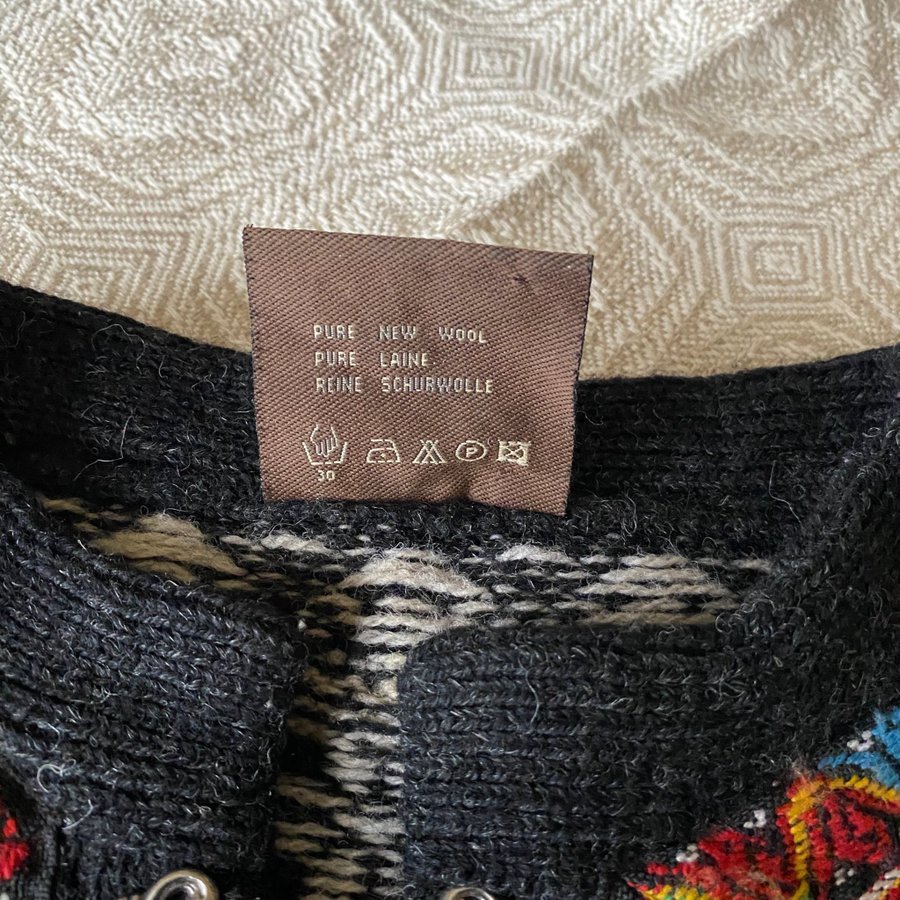 PURE NEW WOOL
PURE LAINE
REINE SCHURWOLLE
P
30